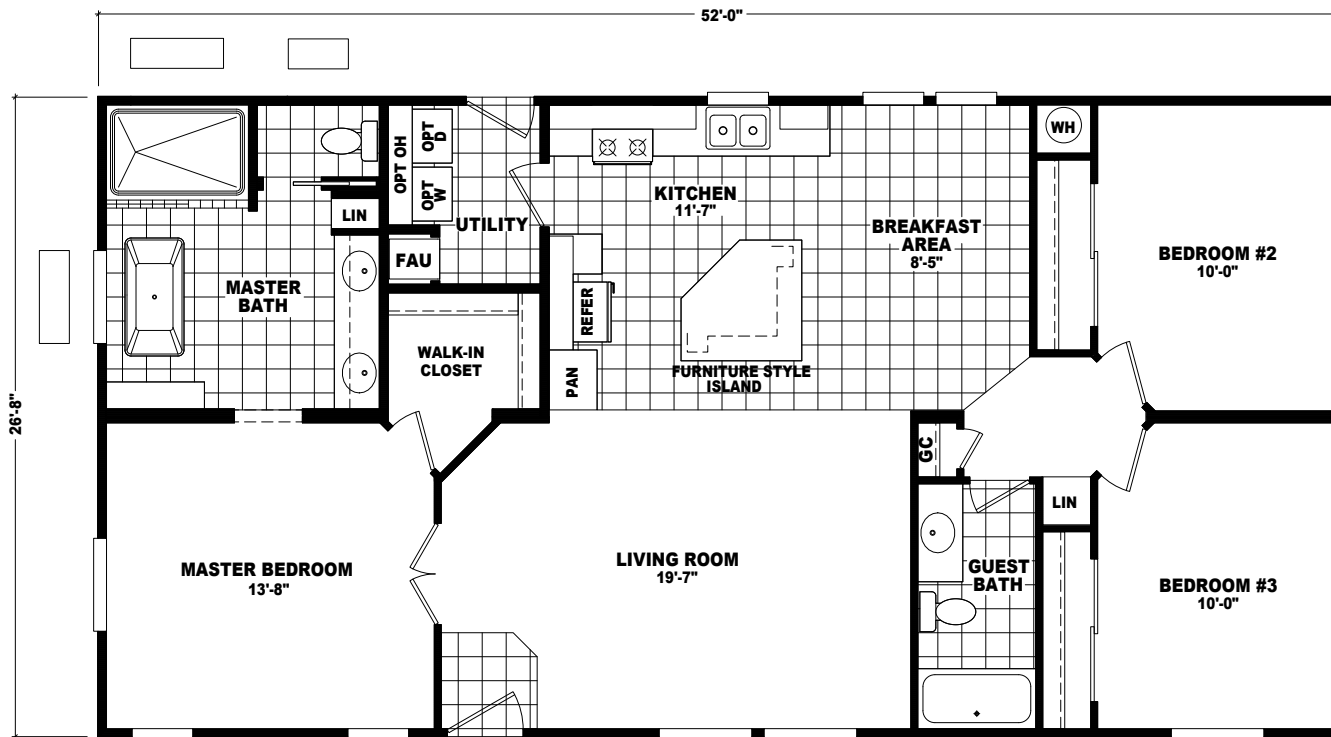 52'-0"
26'-8"
OPT OH
OPT
D
OPT
W
WH
LIN
UTILITY
FAU
KITCHEN
11'-7"
BREAKFAST
AREA
8'-5"
BEDROOM #2
10'-0"
MASTER
BATH
REFER
WALK-IN
CLOSET
PAN
FURNITURE STYLE
ISLAND
GC
LIN
MASTER BEDROOM
13'-8"
LIVING ROOM
19'-7"
GUEST
BATH
BEDROOM #3
10'-0"